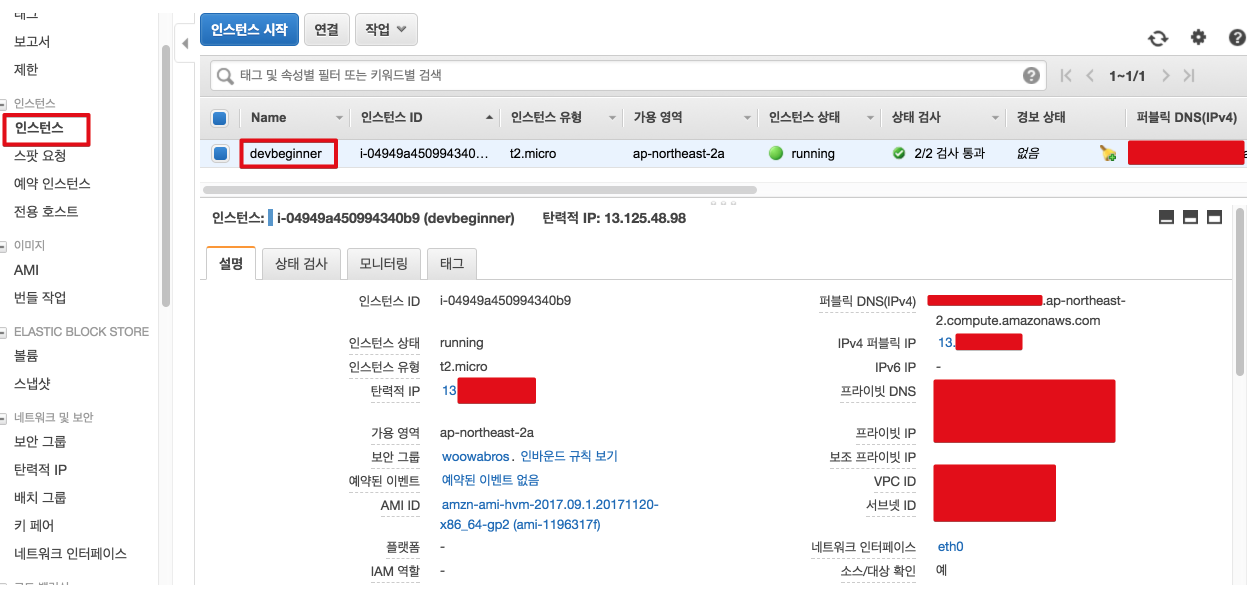 태그
보고서
제한
인스턴스
인스턴스
스팟 요청
예약 인스턴스
전용 호스트
이미지
AMI
번들 작업
ELASTIC BLOCK STORE
볼륨
스냅샷
네트워크 및 보안
보안 그룹
탄력적 IP
배치 그룹
키 페어
네트워크 인터페이스
인스턴스 시작 연결 작업
태그 및 속성별 필터 또는 키워드별 검색 1~1/1
Name 인스턴스 ID 인스턴스 유형 가용 영역 인스턴스 상태 상태 검사 경보 상태 퍼블릭 DNS(IPv4)
devbeginner i-04949a450994340... t2.micro ap-northeast-2a running 2/2 검사 통과 없음
인스턴스: i-04949a450994340b9 (devbeginner) 탄력적 IP: 13.125.48.98
설명 상태 검사 모니터링 태그
인스턴스 ID i-04949a450994340b9
인스턴스 상태 running
인스턴스 유형 t2.micro
탄력적 IP 13
가용 영역 ap-northeast-2a
보안 그룹 woowabros. 인바운드 규칙 보기
예약된 이벤트 예약된 이벤트 없음
AMI ID amzn-ami-hvm-2017.09.1.20171120-
x86_64-gp2 (ami-1196317f)
플랫폼 -
IAM 역할 -
퍼블릭 DNS(IPv4) .ap-northeast-
2.compute.amazonaws.com
IPv4 퍼블릭 IP 13.
IPv6 IP -
프라이빗 DNS
프라이빗 IP
보조 프라이빗 IP
VPC ID
서브넷 ID
네트워크 인터페이스 eth0
소스/대상 확인 예